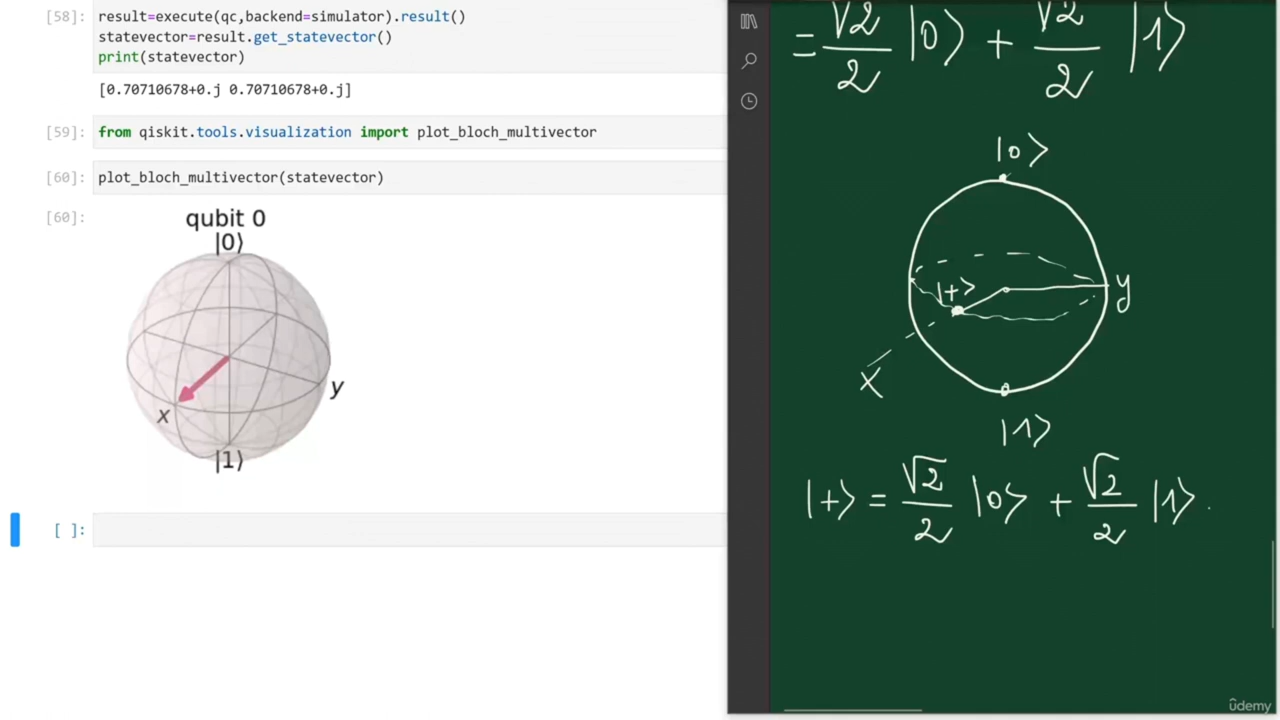 [58]: result=execute(qc,backend=simulator).result()
statevector=result.get_statevector()
print(statevector)
[0.70710678+0.j 0.70710678+0.j]
[59]: from qiskit.tools.visualization import plot_bloch_multivector
[60]: plot_bloch_multivector(statevector)
[60]:
qubit 0
|0⟩
x
y
|1⟩
[ ]:
= √2/2 |0⟩ + √2/2 |1⟩
|0⟩
|+⟩
y
x
|1⟩
|+⟩ = √2/2 |0⟩ + √2/2 |1⟩.
ûdemy